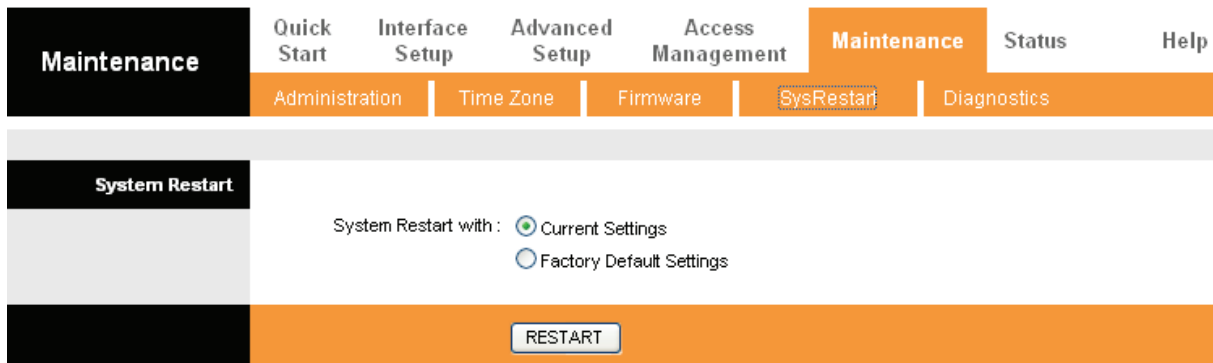 Maintenance
Quick Start
Interface Setup
Advanced Setup
Access Management
Maintenance
Status
Help
Administration
Time Zone
Firmware
SysRestart
Diagnostics
System Restart
System Restart with :
Current Settings
Factory Default Settings
RESTART